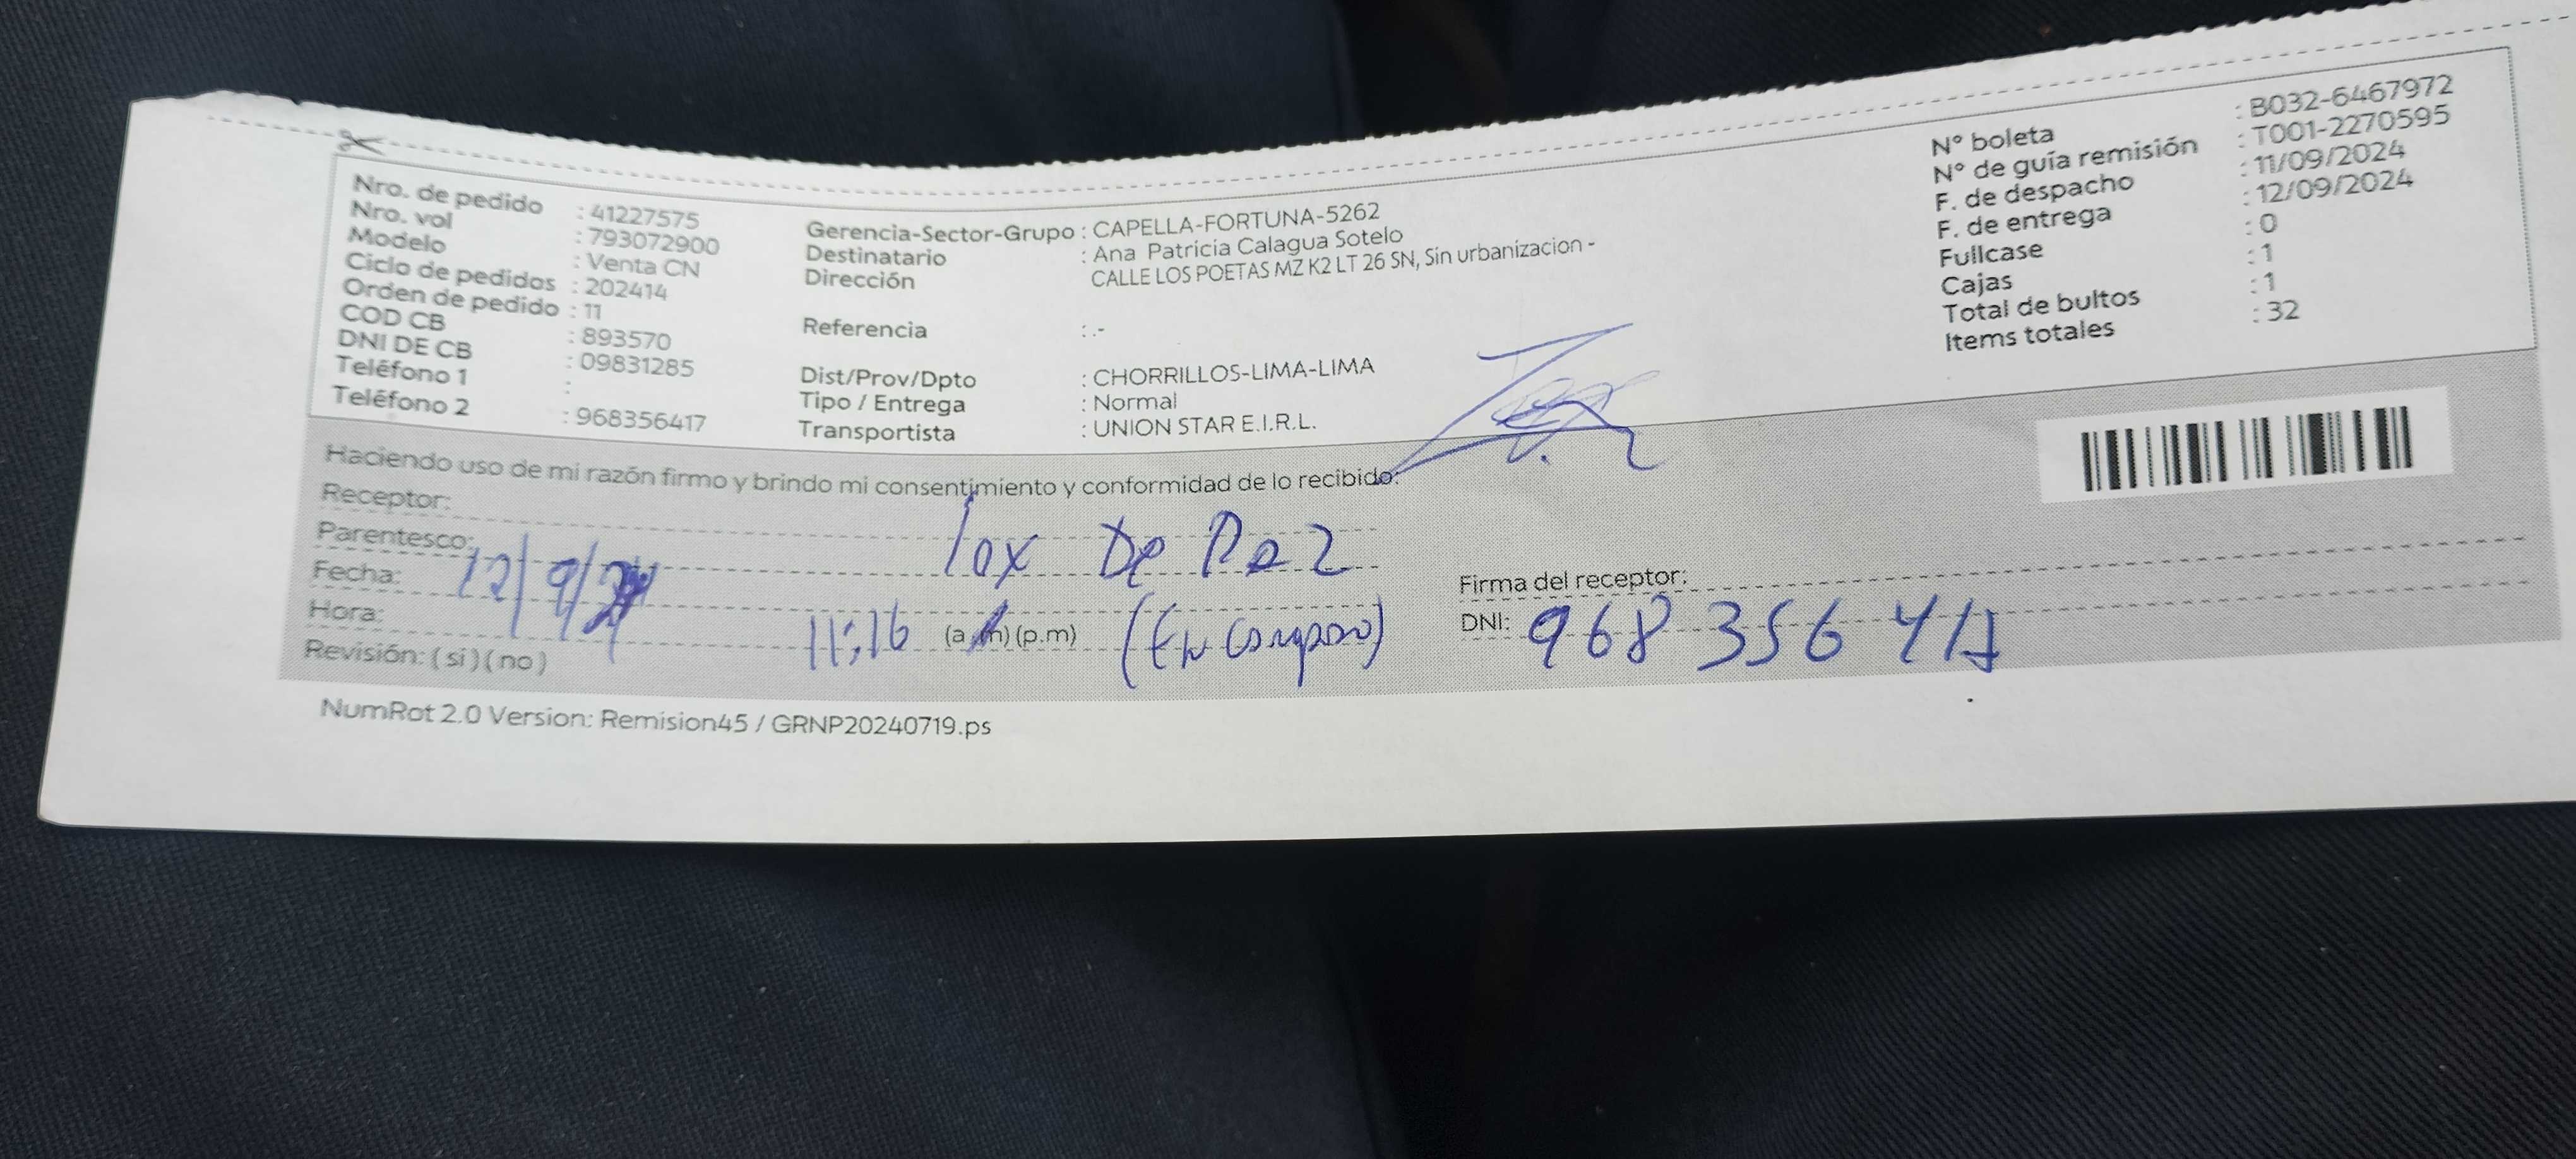 Nro. de pedido : 41227575
Nro. vol : 793072900
Modelo : Venta CN
Ciclo de pedidos : 202414
Orden de pedido : 11
COD CB : 893570
DNI DE CB : 09831285
Teléfono 1 :
Teléfono 2 : 968356417
Gerencia-Sector-Grupo : CAPELLA-FORTUNA-5262
Destinatario : Ana Patricia Calagua Sotelo
Dirección CALLE LOS POETAS MZ K2 LT 26 SN, Sin urbanizacion -
Referencia : .-
Dist/Prov/Dpto : CHORRILLOS-LIMA-LIMA
Tipo / Entrega : Normal
Transportista : UNION STAR E.I.R.L.
N° boleta : B032-6467972
N° de guía remisión : T001-2270595
F. de despacho : 11/09/2024
F. de entrega : 12/09/2024
Fullcase : 0
Cajas : 1
Total de bultos : 1
Items totales : 32
Haciendo uso de mi razón firmo y brindo mi consentimiento y conformidad de lo recibido:
Receptor:
Parentesco:
De
Fecha: 12/9/
Hora: 11:16 (a.m) (p.m)
Revisión: ( si ) ( no )
Firma del receptor:
DNI: 968 356 417
NumRot 2.0 Version: Remision45 / GRNP20240719.ps